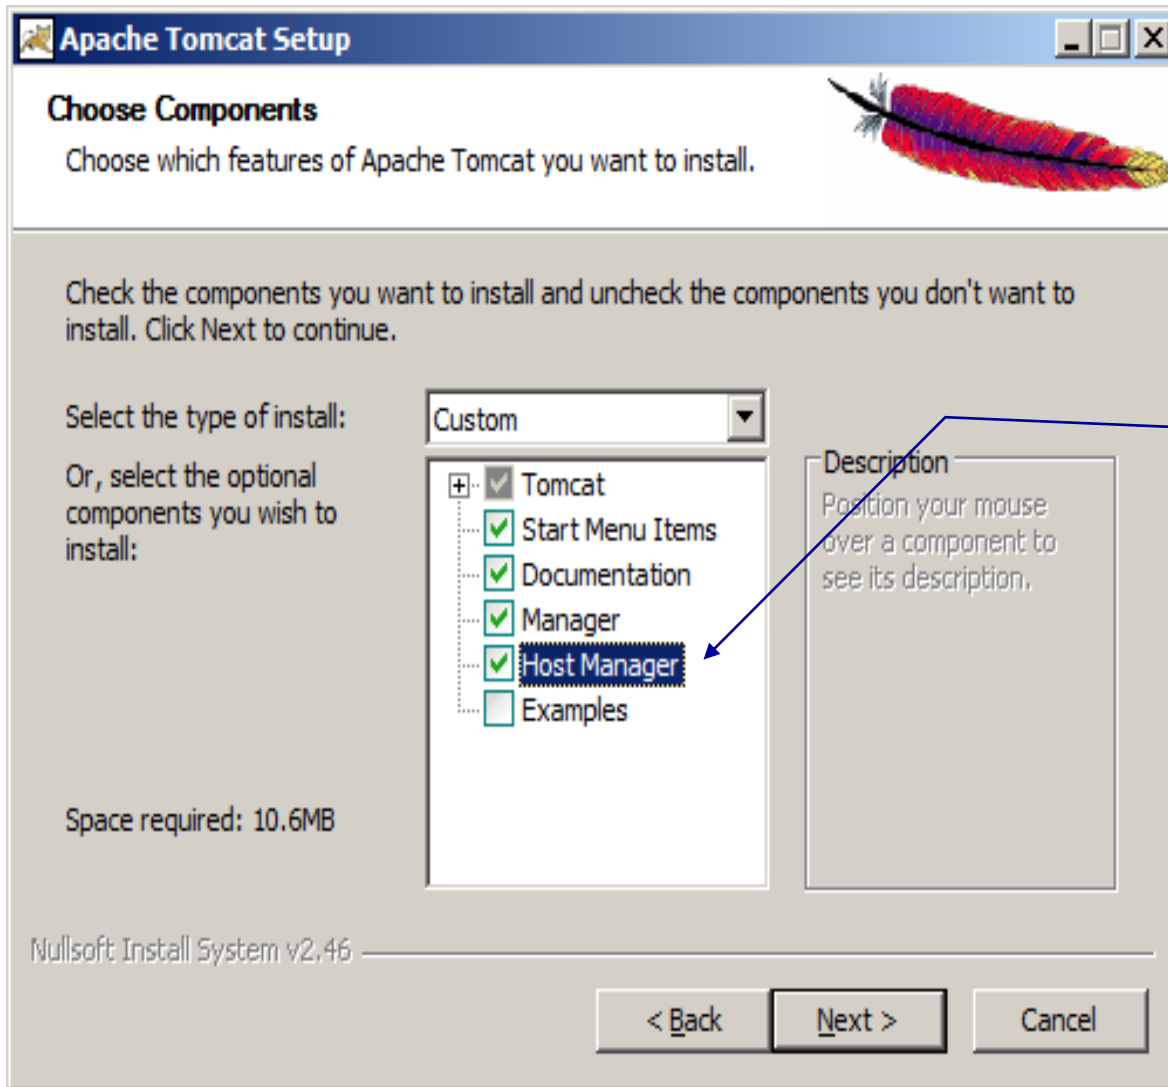 Apache Tomcat Setup
Choose Components
Choose which features of Apache Tomcat you want to install.
Check the components you want to install and uncheck the components you don't want to
install. Click Next to continue.
Select the type of install:
Custom
Or, select the optional
components you wish to
install:
Tomcat
Start Menu Items
Documentation
Manager
Host Manager
Examples
Description
Position your mouse
over a component to
see its description.
Space required: 10.6MB
Nullsoft Install System v2.46
< Back
Next >
Cancel